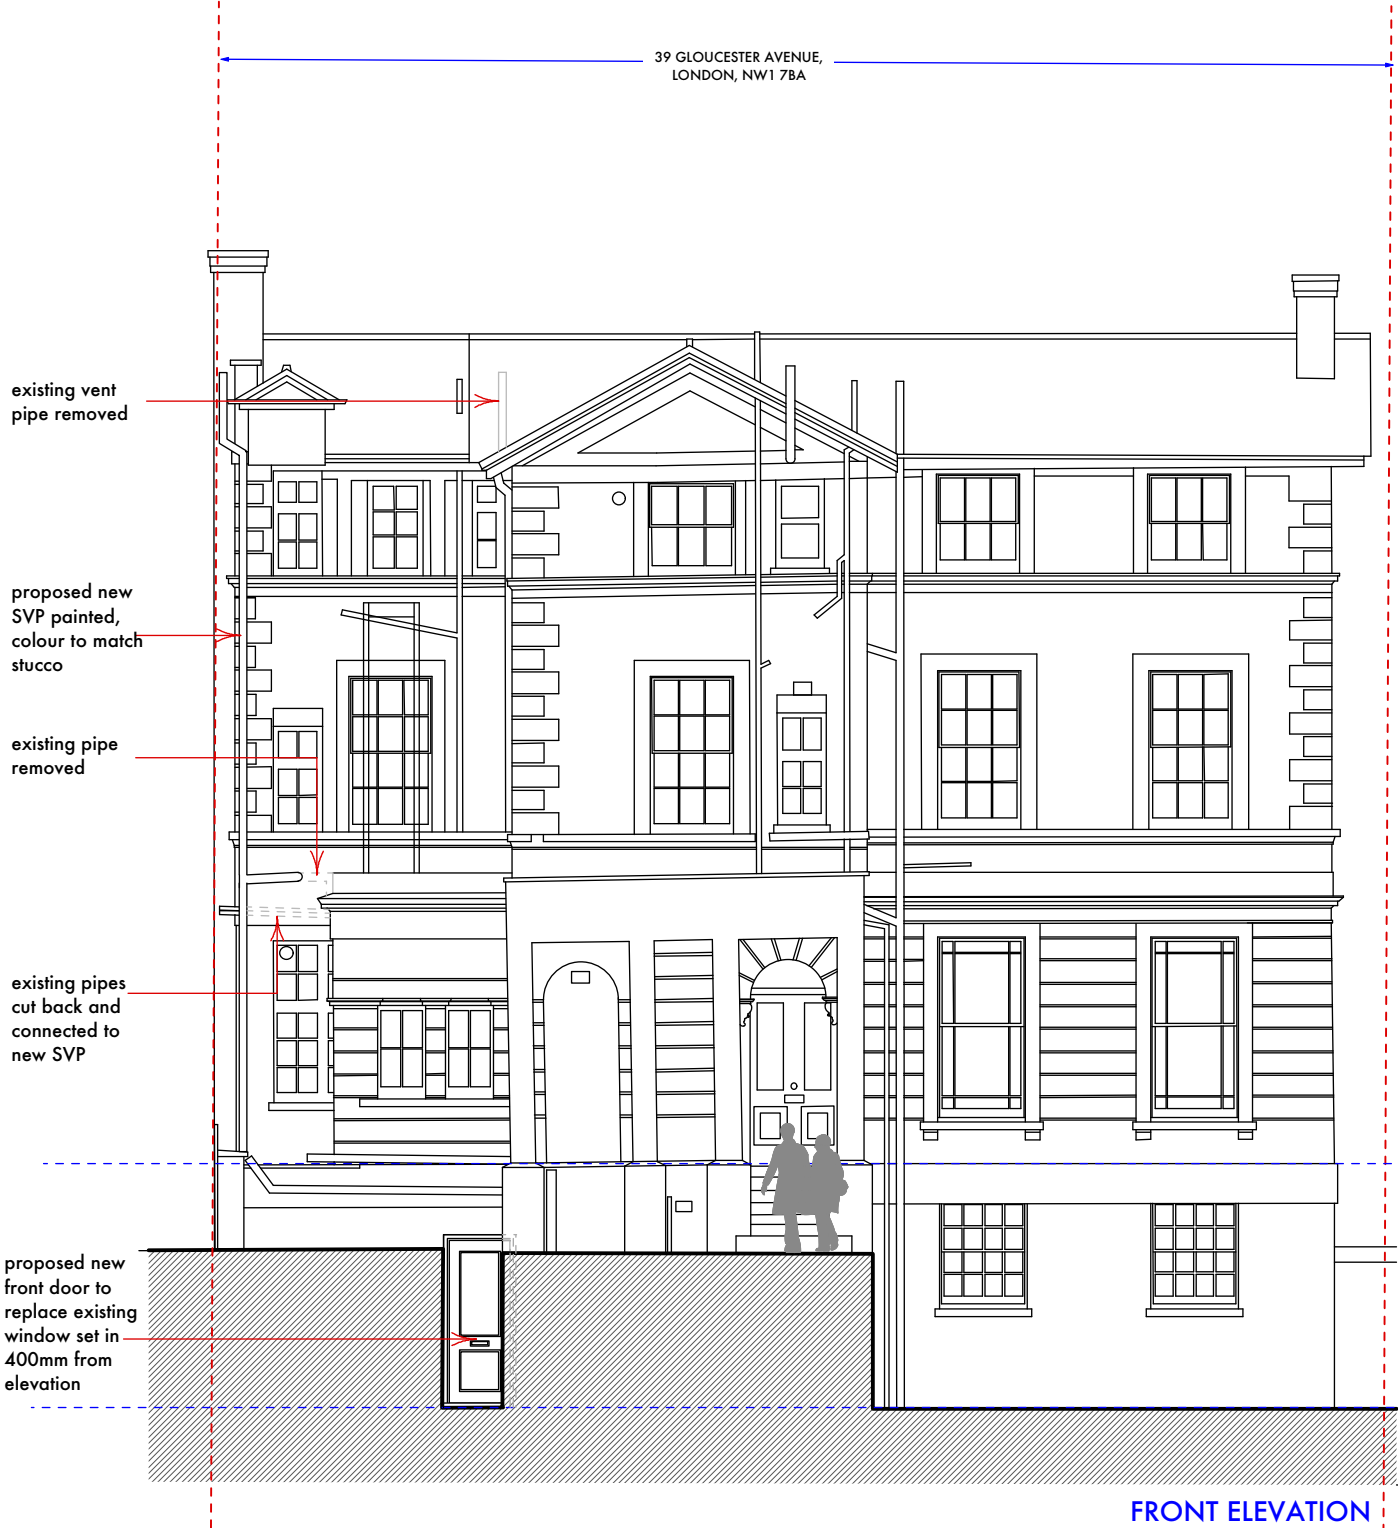 39 GLOUCESTER AVENUE,
LONDON, NW1 7BA
existing vent
pipe removed
proposed new
SVP painted,
colour to match
stucco
existing pipe
removed
existing pipes
cut back and
connected to
new SVP
proposed new
front door to
replace existing
window set in
400mm from
elevation
FRONT ELEVATION